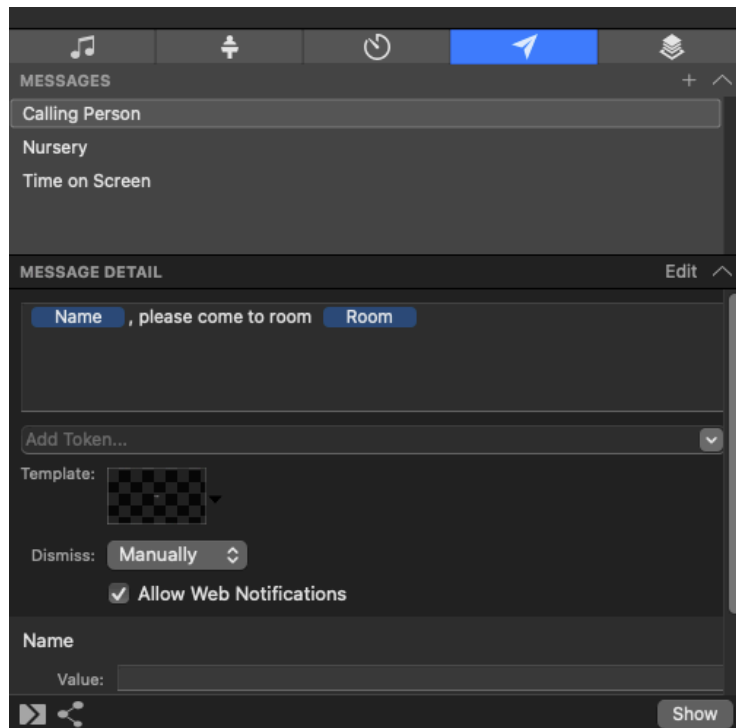 MESSAGES
Calling Person
Nursery
Time on Screen
MESSAGE DETAIL Edit
Name , please come to room Room
Add Token...
Template:
Dismiss: Manually
Allow Web Notifications
Name
Value:
Show